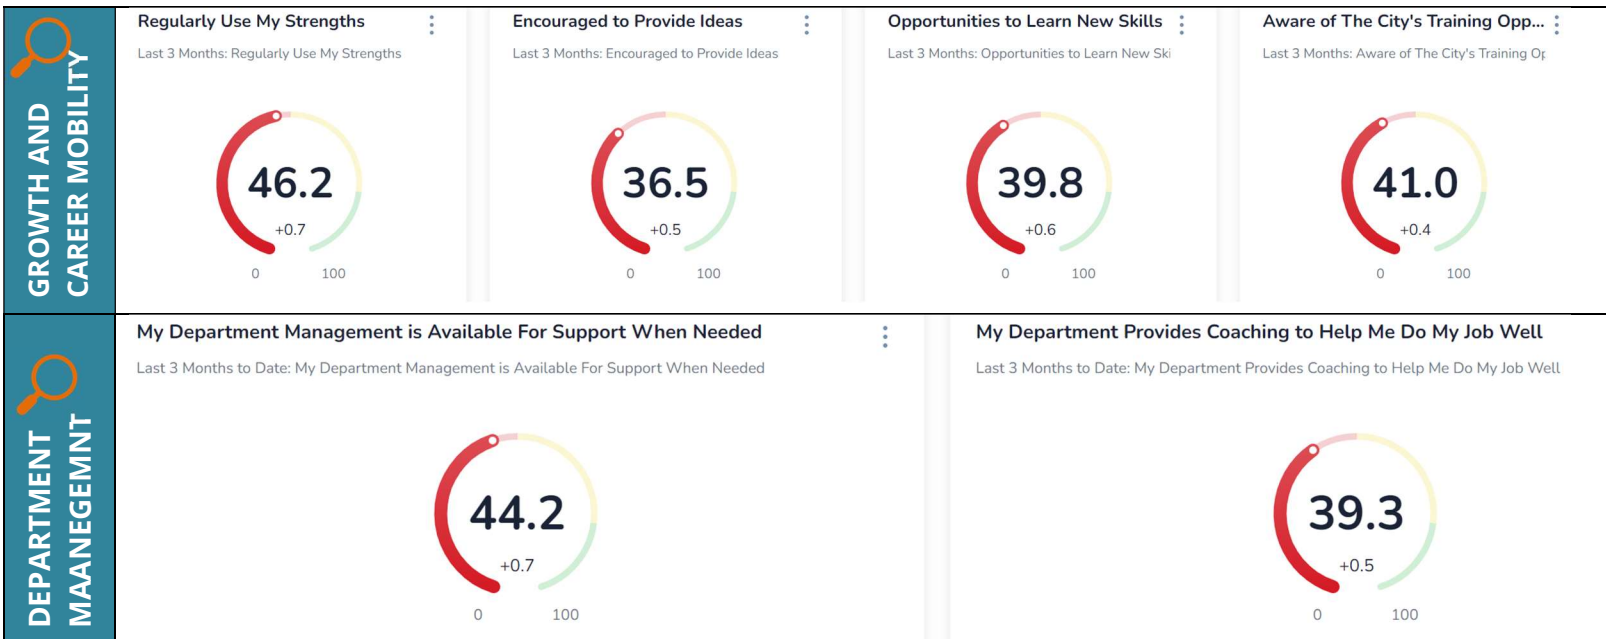 GROWTH AND
CAREER MOBILITY
Regularly Use My Strengths
Last 3 Months: Regularly Use My Strengths
46.2
+0.7
0 100
Encouraged to Provide Ideas
Last 3 Months: Encouraged to Provide Ideas
36.5
+0.5
0 100
Opportunities to Learn New Skills
Last 3 Months: Opportunities to Learn New Ski
39.8
+0.6
0 100
Aware of The City's Training Opp...
Last 3 Months: Aware of The City's Training Op
41.0
+0.4
0 100
DEPARTMENT
MAANEGEMNT
My Department Management is Available For Support When Needed
Last 3 Months to Date: My Department Management is Available For Support When Needed
44.2
+0.7
0 100
My Department Provides Coaching to Help Me Do My Job Well
Last 3 Months to Date: My Department Provides Coaching to Help Me Do My Job Well
39.3
+0.5
0 100